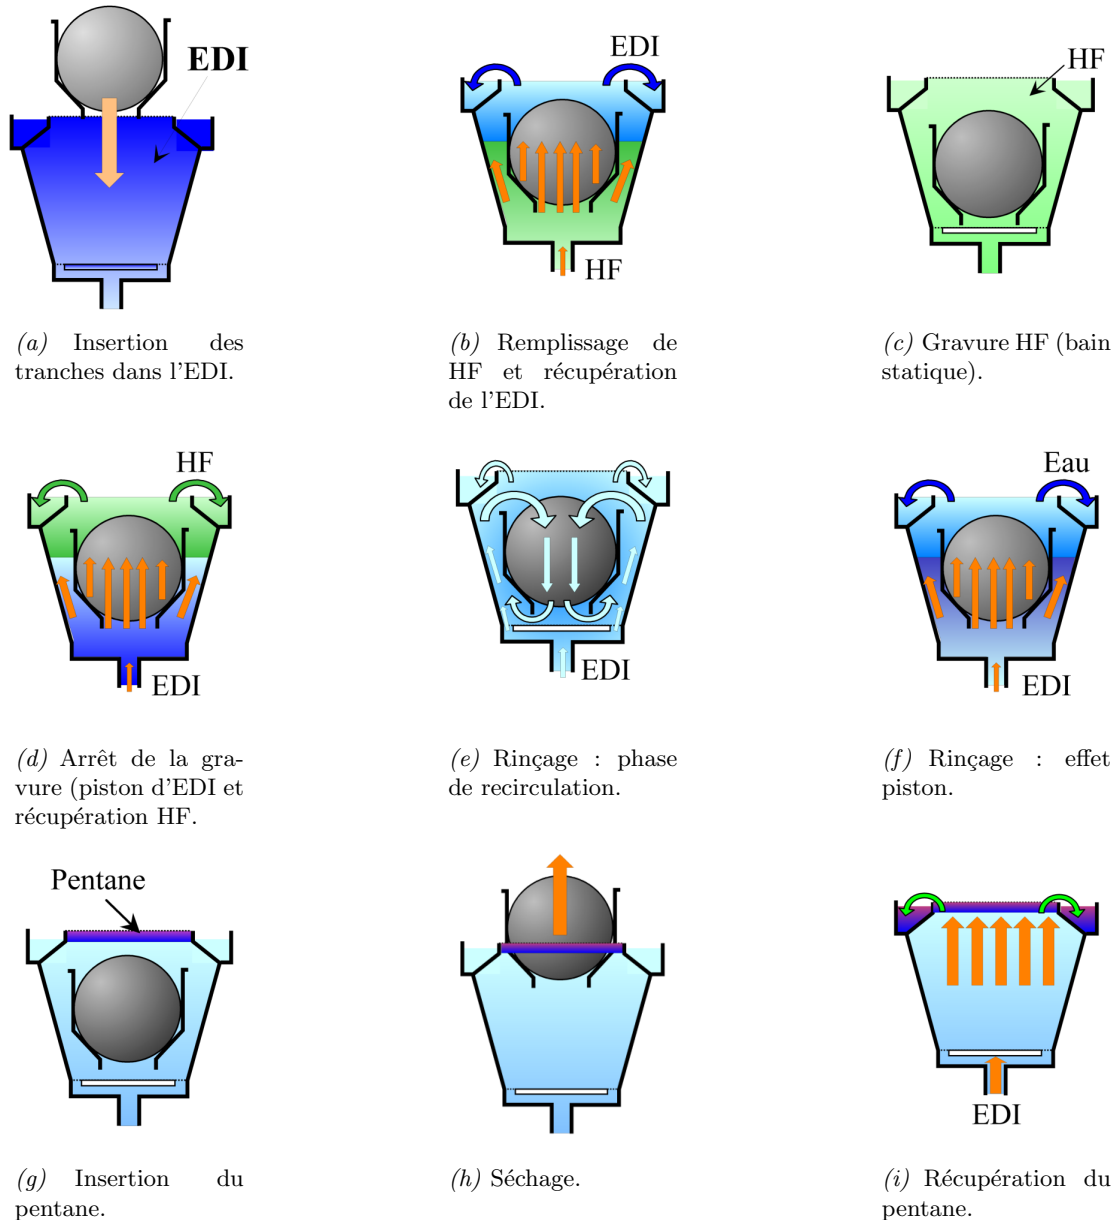 EDI
(a) Insertion des
tranches dans l'EDI.
EDI
HF
(b) Remplissage de
HF et récupération
de l'EDI.
HF
(c) Gravure HF (bain
statique).
HF
EDI
(d) Arrêt de la gra-
vure (piston d'EDI et
récupération HF.
EDI
(e) Rinçage : phase
de recirculation.
Eau
EDI
(f) Rinçage : effet
piston.
Pentane
(g) Insertion du
pentane.
(h) Séchage.
EDI
(i) Récupération du
pentane.